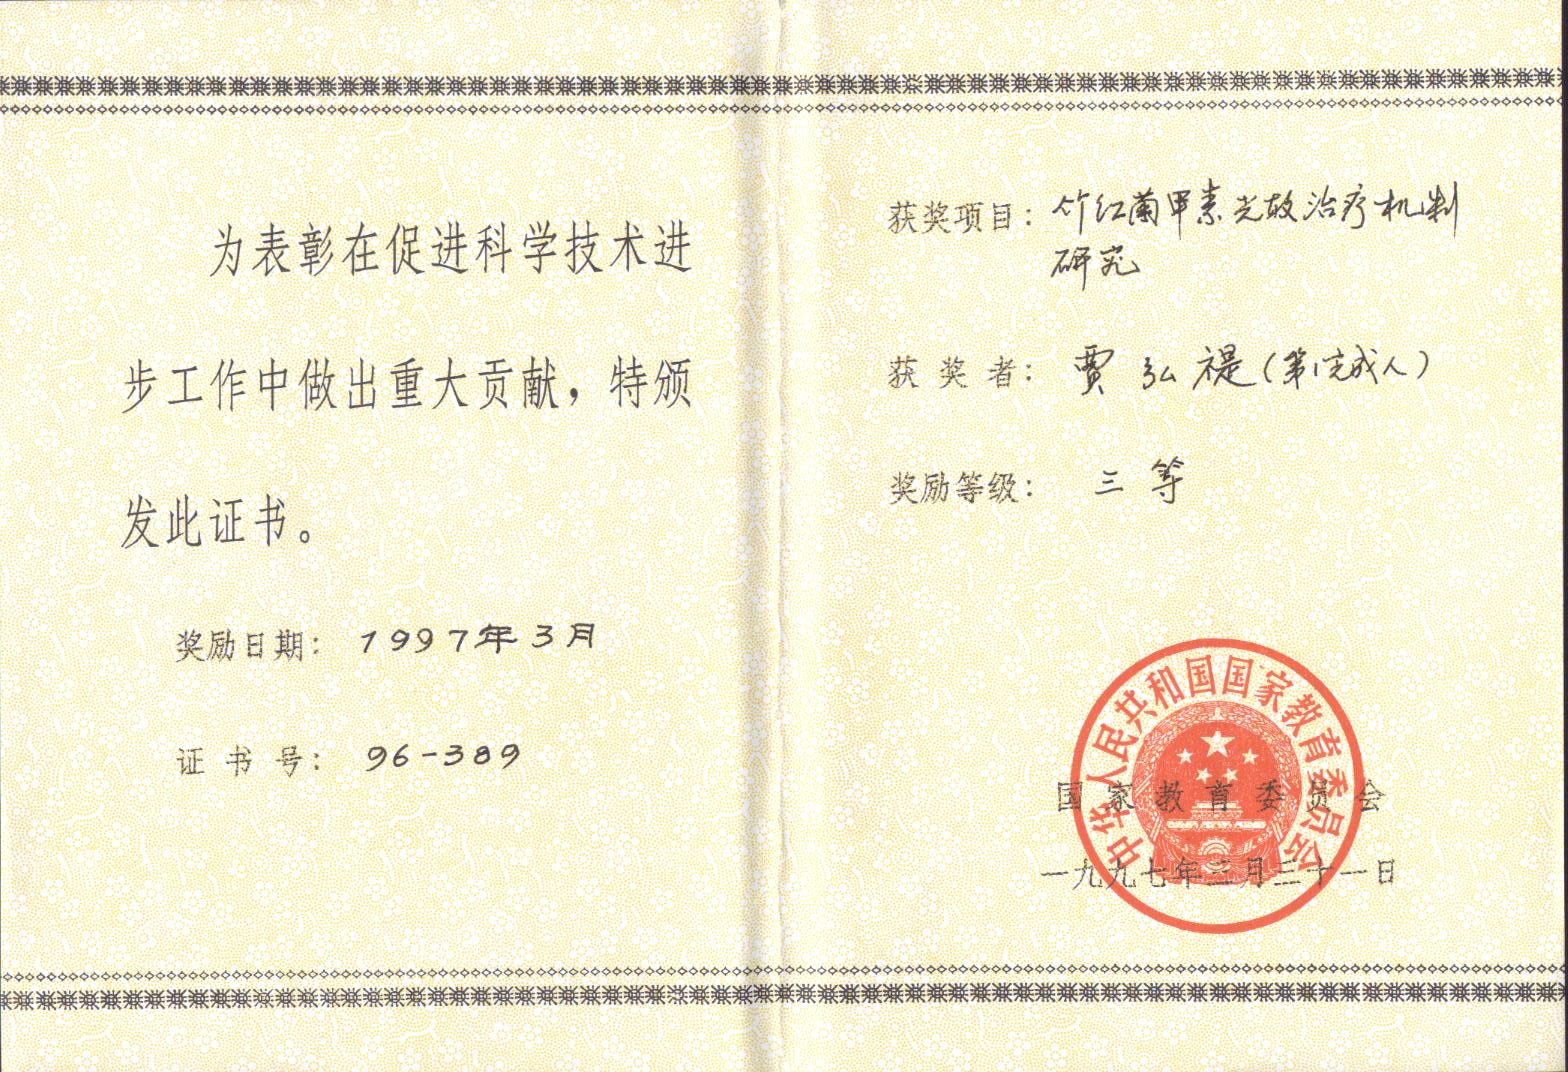 为表彰在促进科学技术进
步工作中做出重大贡献，特颁
发此证书。
奖励日期： 1997年3月
证书号： 96-389
获奖项目： 竹红菌甲素光敏治疗机制
研究
获奖者： 贾弘禔（第1完成人）
奖励等级： 三等
中华人民共和国国家教育委员会
国家教育委员会
一九九七年三月三十一日